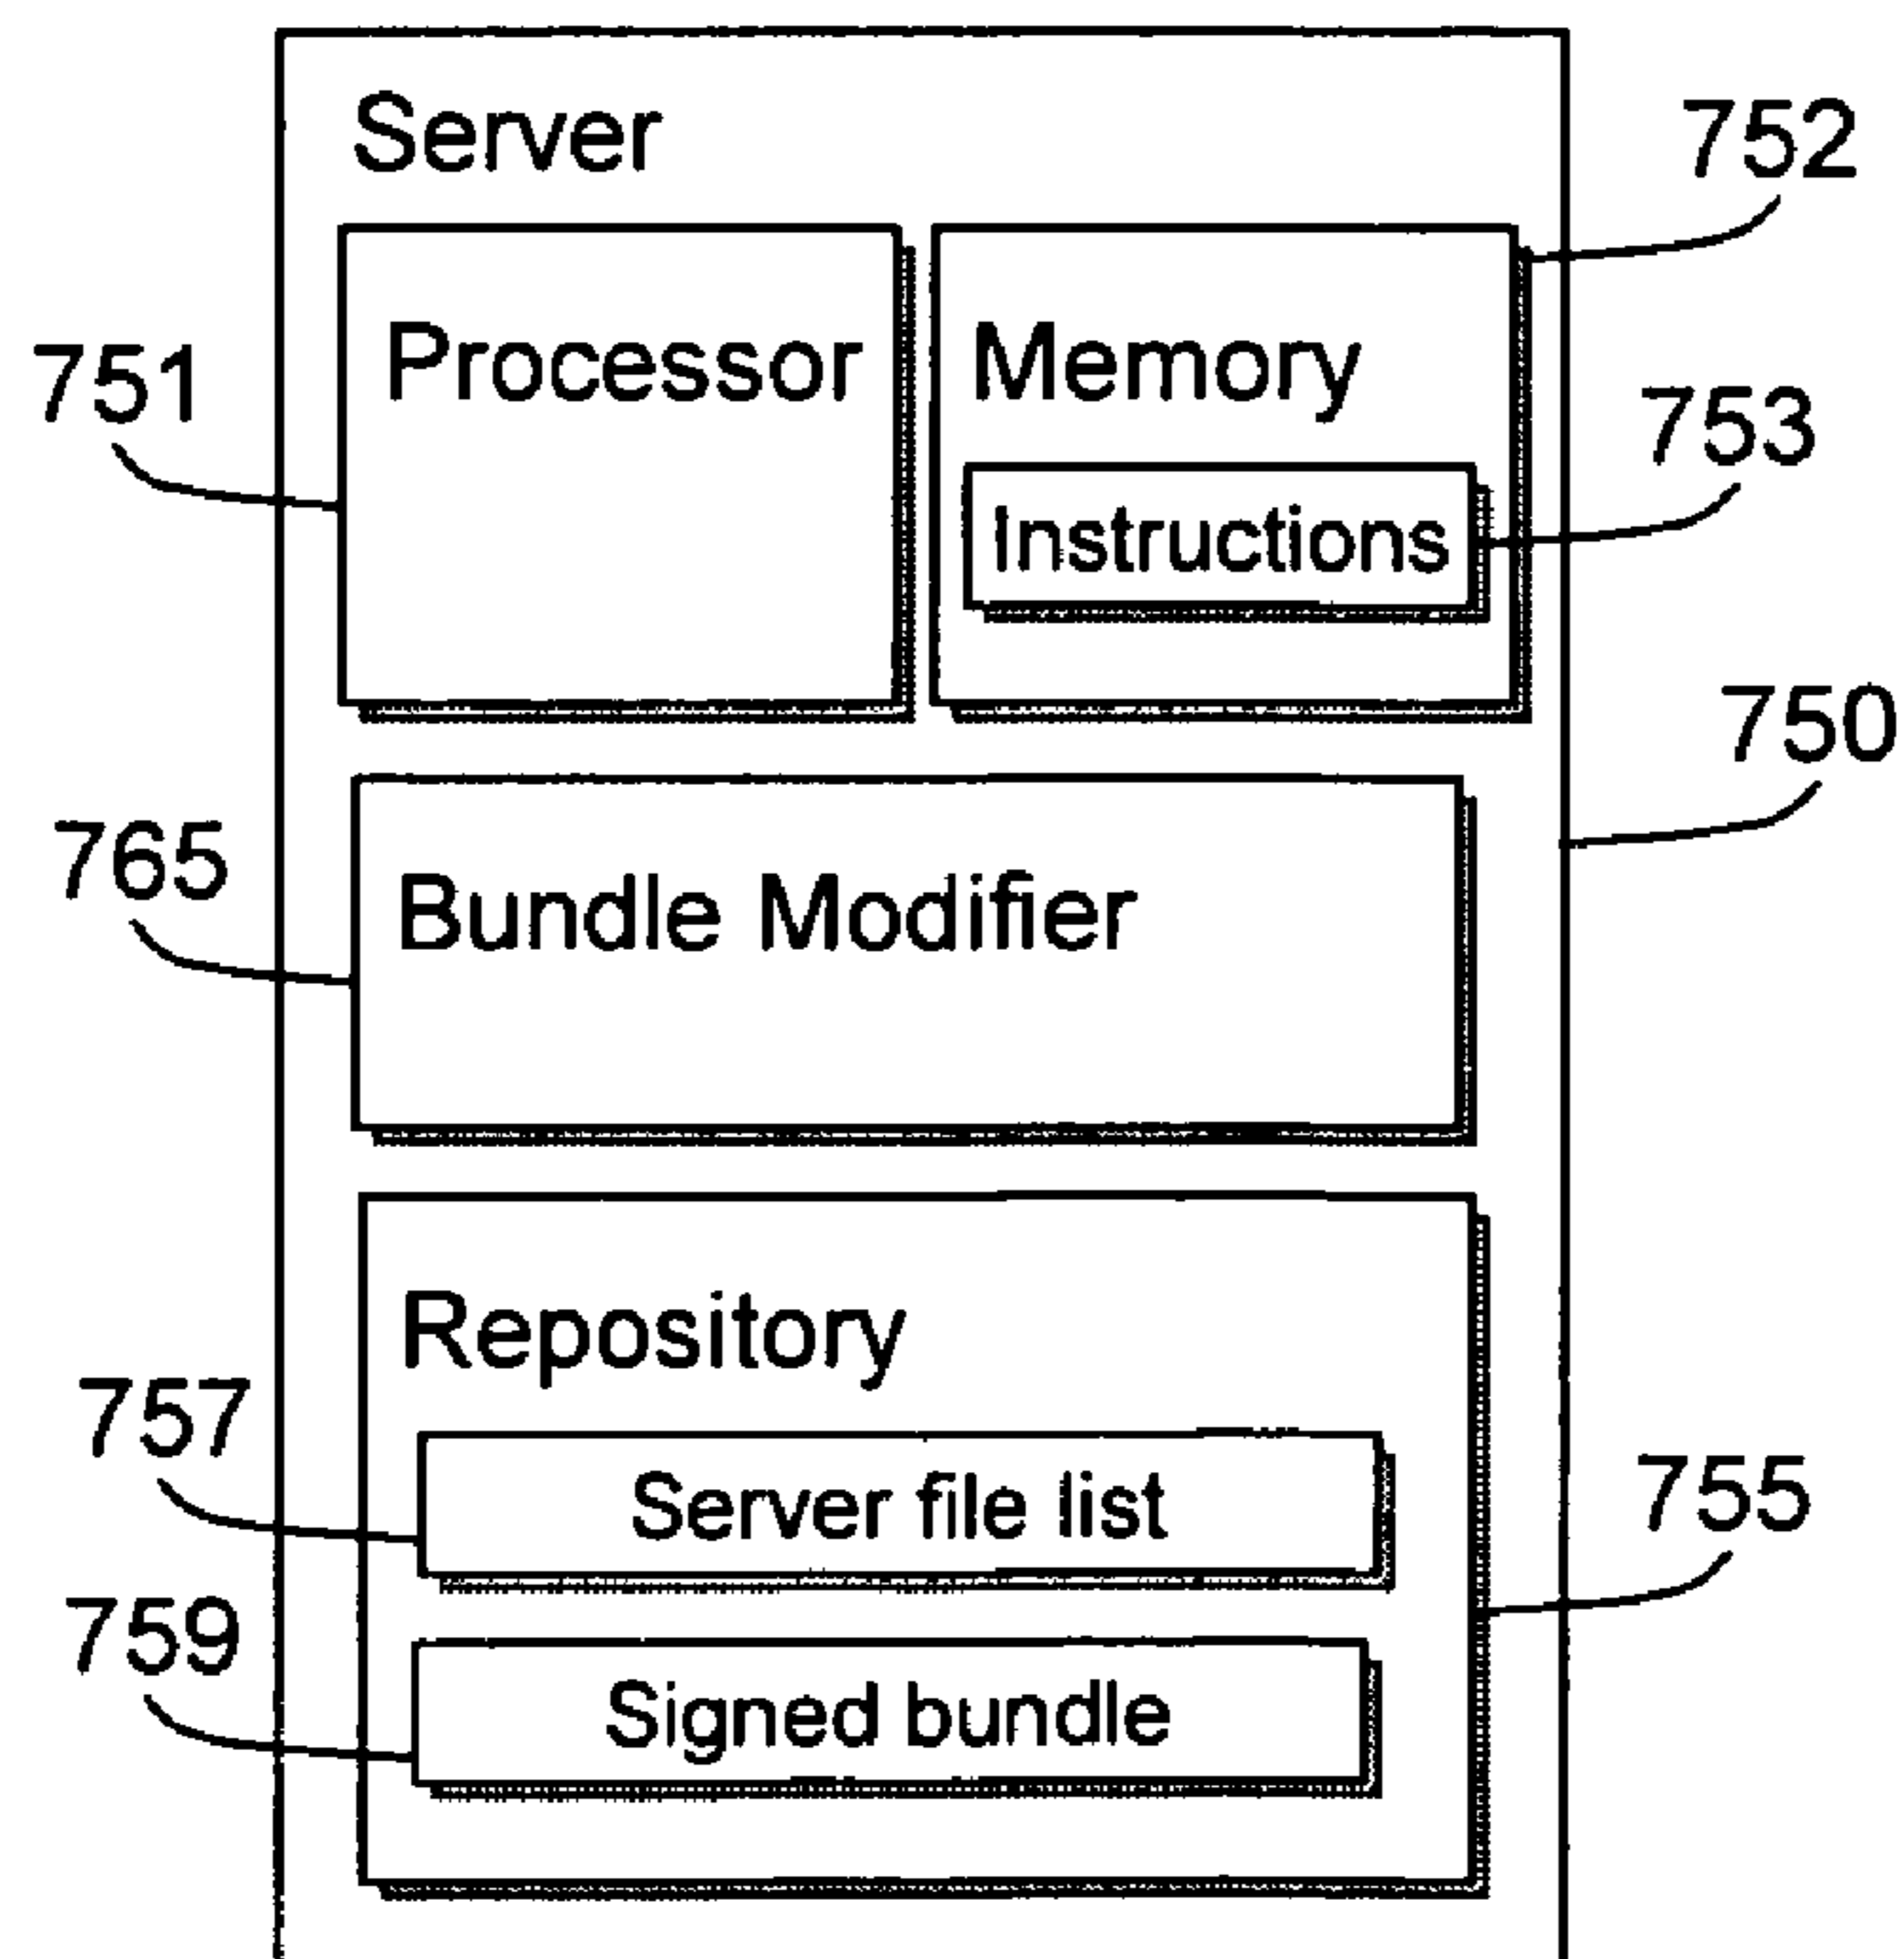 Server
752
Processor
Memory
751
753
Instructions
750
765
Bundle Modifier
Repository
757
Server file list
755
759
Signed bundle